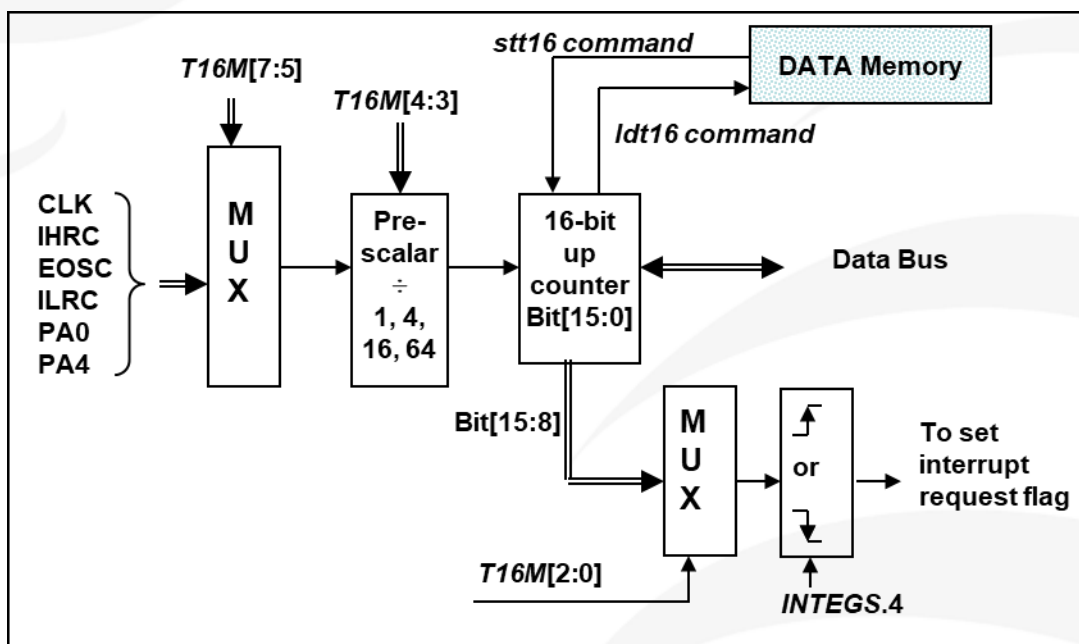 stt16 command
DATA Memory
T16M[7:5]
T16M[4:3]
ldt16 command
CLK
IHRC
EOSC
ILRC
PA0
PA4
M
U
X
Pre-
scalar
÷
1, 4,
16, 64
16-bit
up
counter
Bit[15:0]
Data Bus
Bit[15:8]
M
U
X
or
To set
interrupt
request flag
T16M[2:0]
INTEGS.4